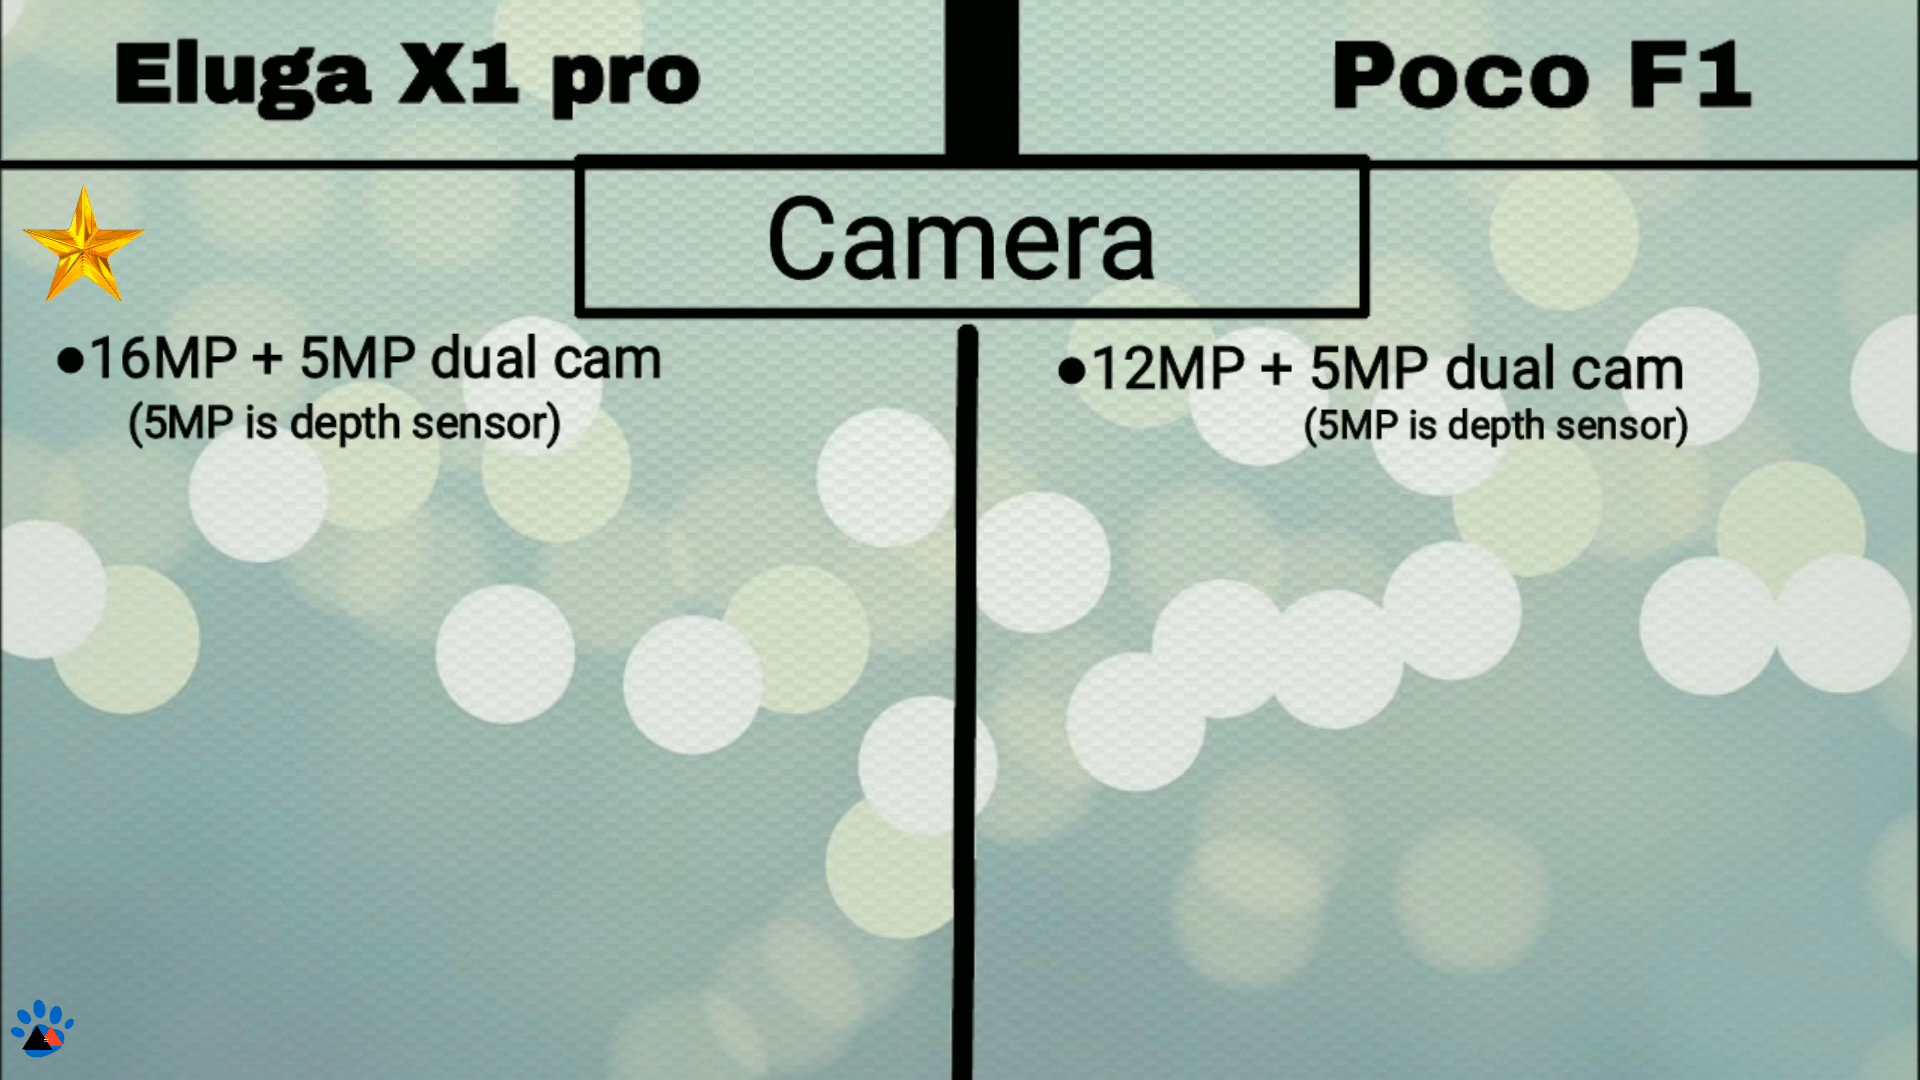 Eluga X1 pro
Poco F1
Camera
●16MP + 5MP dual cam
(5MP is depth sensor)
●12MP + 5MP dual cam
(5MP is depth sensor)